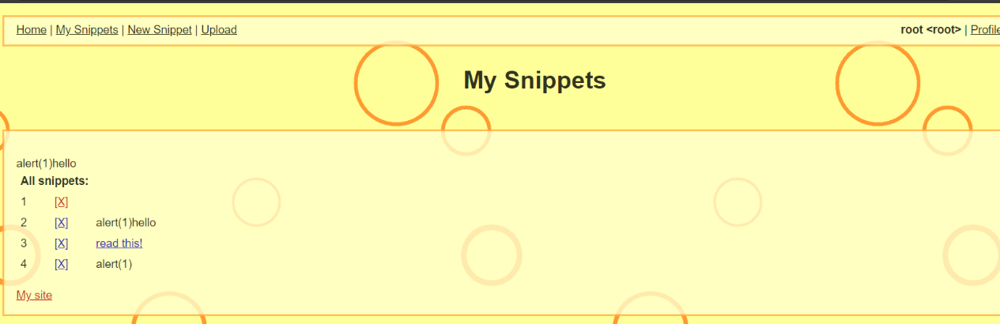 Home | My Snippets | New Snippet | Upload root <root> | Profile
My Snippets
alert(1)hello
All snippets:
1 [X]
2 [X] alert(1)hello
3 [X] read this!
4 [X] alert(1)
My site